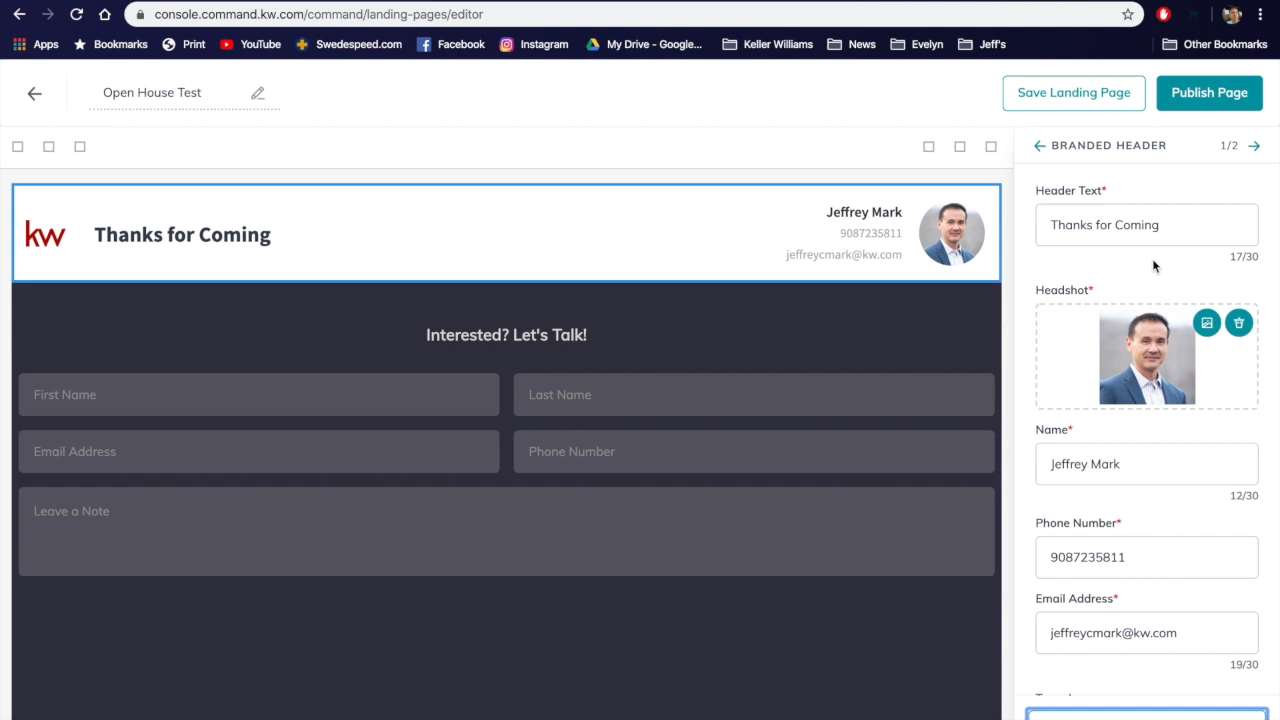 console.command.kw.com/command/landing-pages/editor
Apps Bookmarks Print YouTube Swedespeed.com Facebook Instagram My Drive - Google... Keller Williams News Evelyn Jeff's Other Bookmarks
Open House Test
Save Landing Page
Publish Page
BRANDED HEADER 1/2
kw
Thanks for Coming
Jeffrey Mark
9087235811
jeffreycmark@kw.com
Interested? Let's Talk!
First Name
Last Name
Email Address
Phone Number
Leave a Note
Header Text*
Thanks for Coming
17/30
Headshot*
Name*
Jeffrey Mark
12/30
Phone Number*
9087235811
Email Address*
jeffreycmark@kw.com
19/30